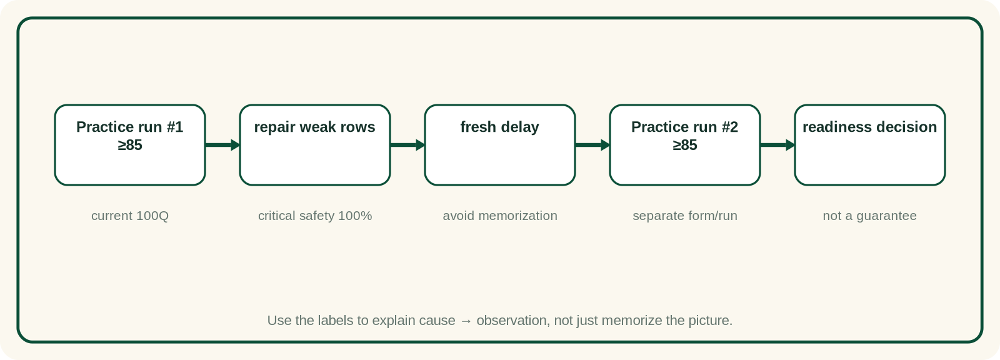 Practice run #1
≥85
repair weak rows
fresh delay
Practice run #2
≥85
readiness decision
current 100Q
critical safety 100%
avoid memorization
separate form/run
not a guarantee
Use the labels to explain cause → observation, not just memorize the picture.